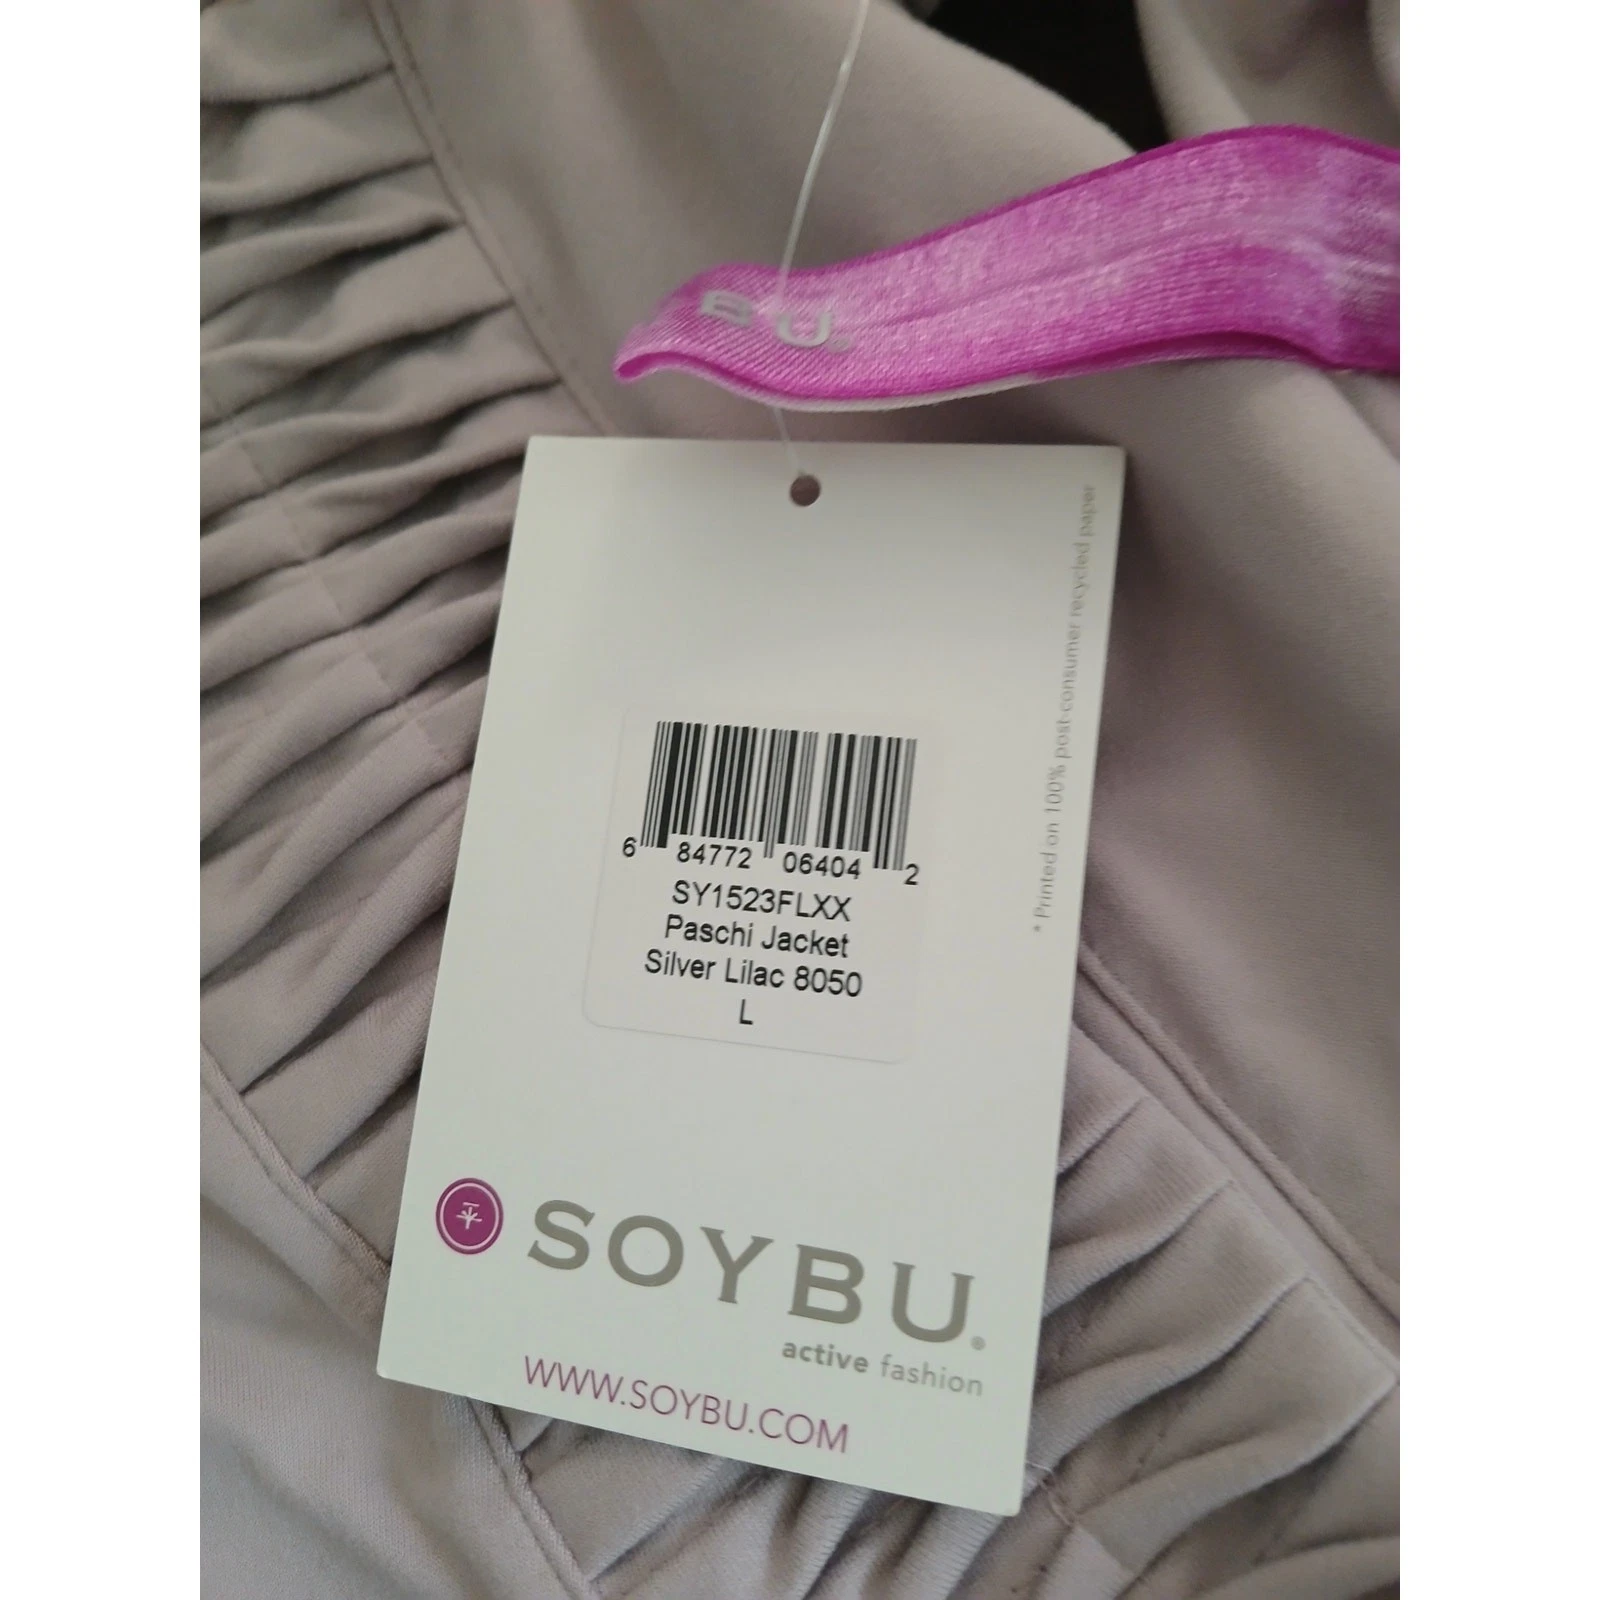 BU.
* Printed on 100% post-consumer recycled paper
6 84772 06404 2
SY1523FLXX
Paschi Jacket
Silver Lilac 8050
L
SOYBU®
active fashion
WWW.SOYBU.COM